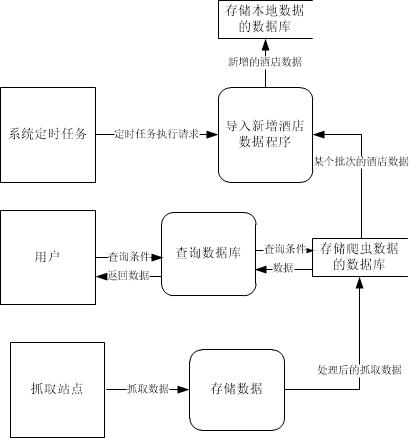 存储本地数据
的数据库
新增的酒店数据
系统定时任务
定时任务执行请求
导入新增酒店
数据程序
某个批次的酒店数据
用户
查询条件
返回数据
查询数据库
查询条件
数据
存储爬虫数据
的数据库
处理后的抓取数据
抓取站点
抓取数据
存储数据